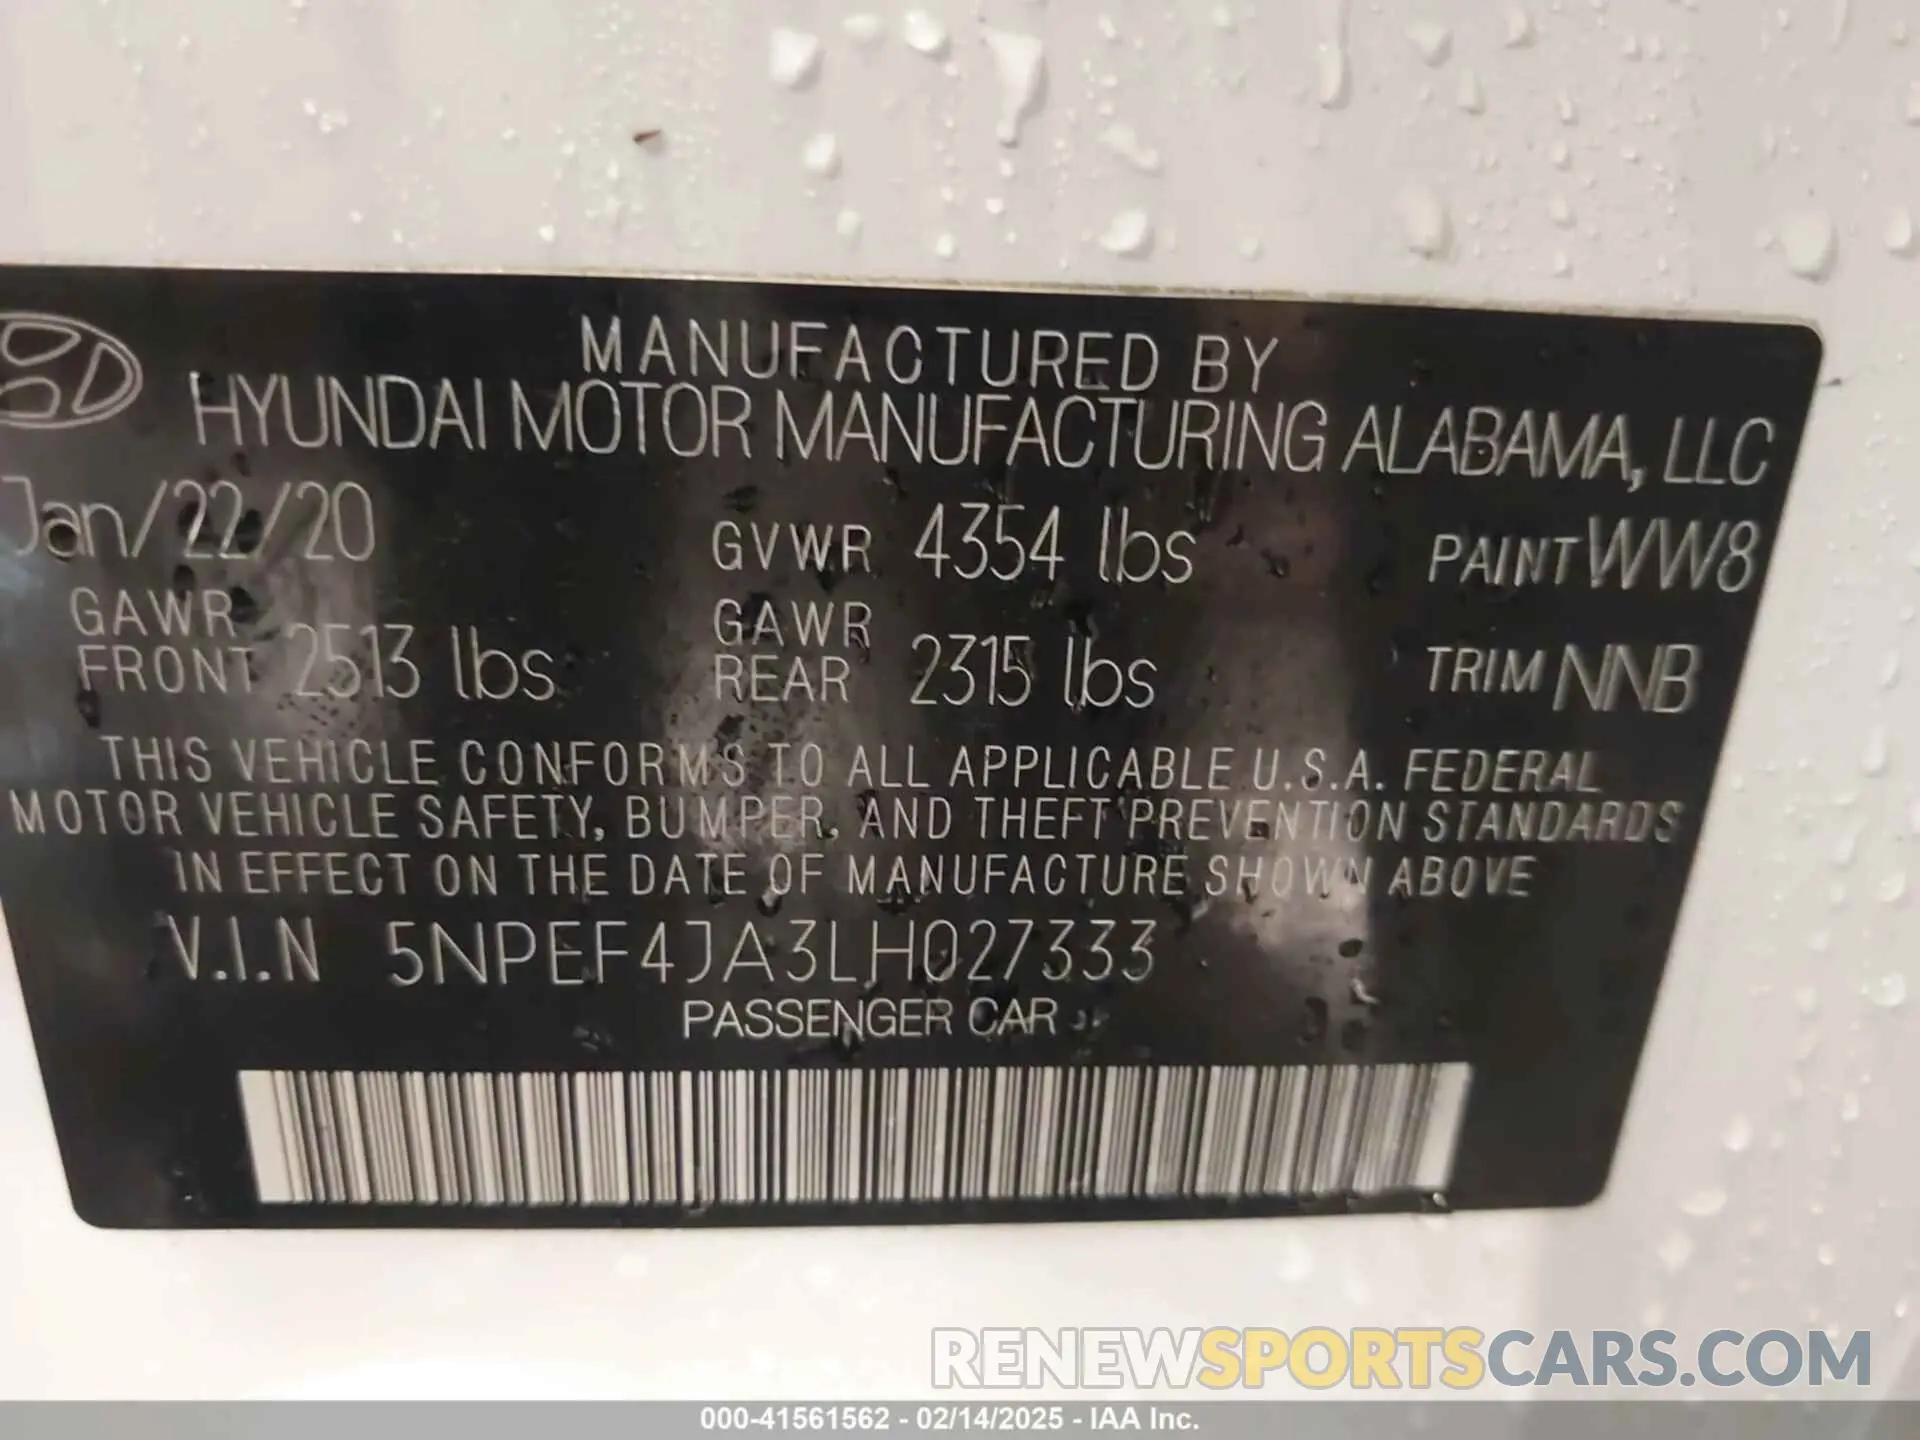 MANUFACTURED BY
HYUNDAI MOTOR MANUFACTURING ALABAMA, LLC
Jan/22/20 GVWR 4354 lbs PAINT WW8
GAWR FRONT 2513 lbs GAWR REAR 2315 lbs TRIM NNB
THIS VEHICLE CONFORMS TO ALL APPLICABLE U.S.A. FEDERAL
MOTOR VEHICLE SAFETY, BUMPER, AND THEFT PREVENTION STANDARDS
IN EFFECT ON THE DATE OF MANUFACTURE SHOWN ABOVE
V.I.N 5NPEF4JA3LH027333
PASSENGER CAR
RENEWSPORTSCARS.COM
000-41561562 - 02/14/2025 - IAA Inc.